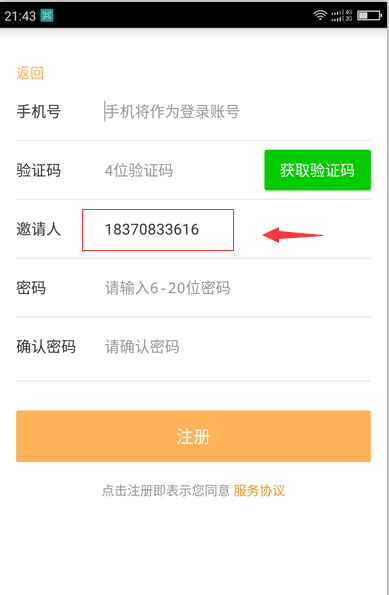 21:43 4G 2G
返回
手机号 手机将作为登录账号
验证码 4位验证码 获取验证码
邀请人 18370833616
密码 请输入6-20位密码
确认密码 请确认密码
注册
点击注册即表示您同意 服务协议